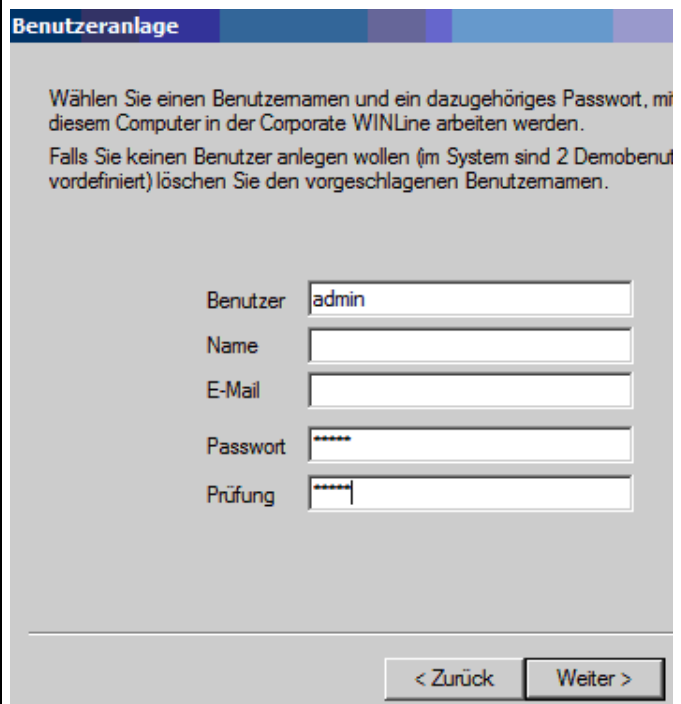 Benutzeranlage
Wählen Sie einen Benutzernamen und ein dazugehöriges Passwort, mit
diesem Computer in der Corporate WINLine arbeiten werden.
Falls Sie keinen Benutzer anlegen wollen (im System sind 2 Demobenut
vordefiniert) löschen Sie den vorgeschlagenen Benutzernamen.
Benutzer admin
Name
E-Mail
Passwort *****
Prüfung *****
< Zurück Weiter >